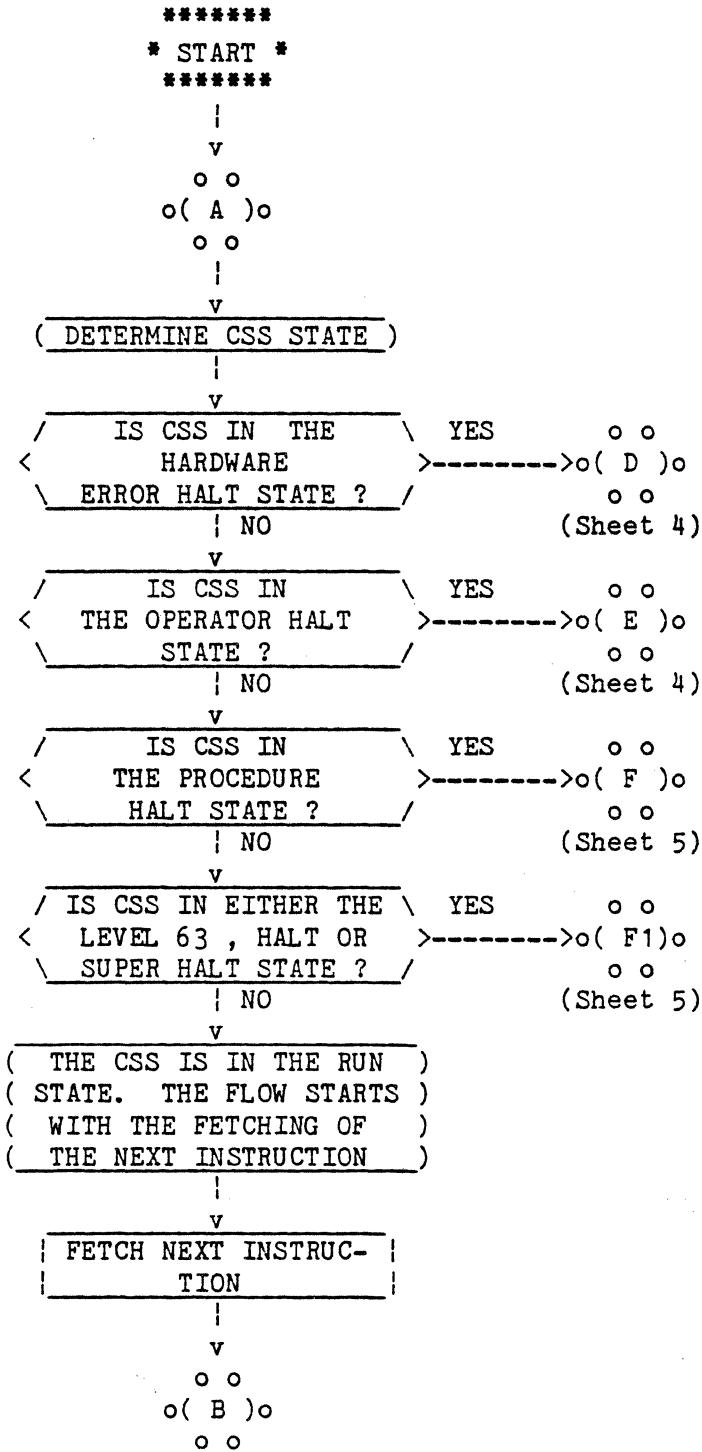 *******
* START *
*******
¦
v
o o
o( A )o
o o
¦
v
( DETERMINE CSS STATE )
¦
v
/ IS CSS IN THE \ YES o o
< HARDWARE >-------->o( D )o
\ ERROR HALT STATE ? / o o
¦ NO (Sheet 4)
v
/ IS CSS IN \ YES o o
< THE OPERATOR HALT >-------->o( E )o
\ STATE ? / o o
¦ NO (Sheet 4)
v
/ IS CSS IN \ YES o o
< THE PROCEDURE >-------->o( F )o
\ HALT STATE ? / o o
¦ NO (Sheet 5)
v
/ IS CSS IN EITHER THE \ YES o o
< LEVEL 63 , HALT OR >-------->o( F1)o
\ SUPER HALT STATE ? / o o
¦ NO (Sheet 5)
v
( THE CSS IS IN THE RUN )
( STATE. THE FLOW STARTS )
( WITH THE FETCHING OF )
( THE NEXT INSTRUCTION )
¦
v
¦ FETCH NEXT INSTRUC- ¦
¦ TION ¦
¦
v
o o
o( B )o
o o